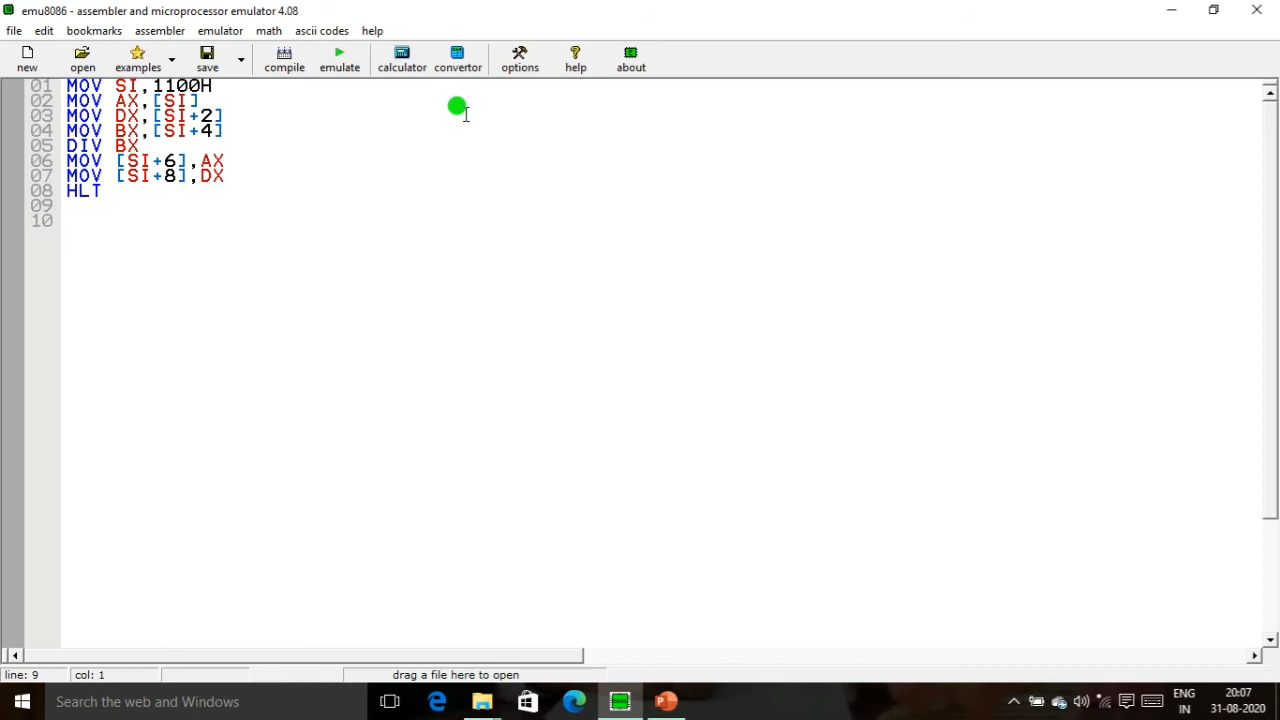 emu8086 - assembler and microprocessor emulator 4.08
file edit bookmarks assembler emulator math ascii codes help
new open examples save compile emulate calculator convertor options help about
01 MOV SI,1100H
02 MOV AX,[SI]
03 MOV DX,[SI+2]
04 MOV BX,[SI+4]
05 DIV BX
06 MOV [SI+6],AX
07 MOV [SI+8],DX
08 HLT
09
10
line: 9 col: 1 drag a file here to open
Search the web and Windows
ENG 20:07
IN 31-08-2020